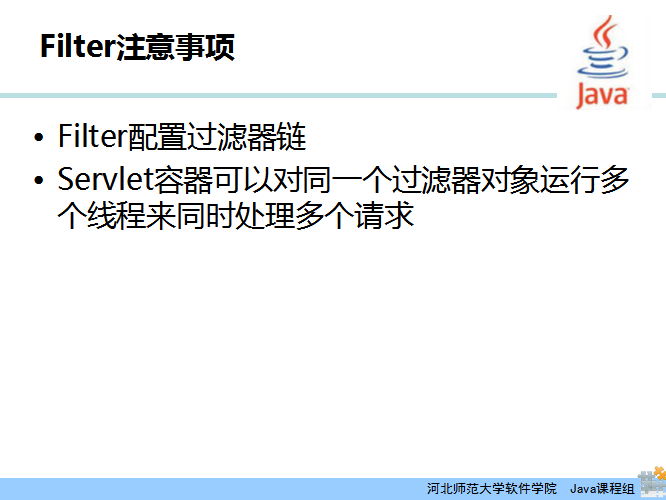 Filter注意事项
Java
• Filter配置过滤器链
• Servlet容器可以对同一个过滤器对象运行多
个线程来同时处理多个请求
河北师范大学软件学院 Java课程组